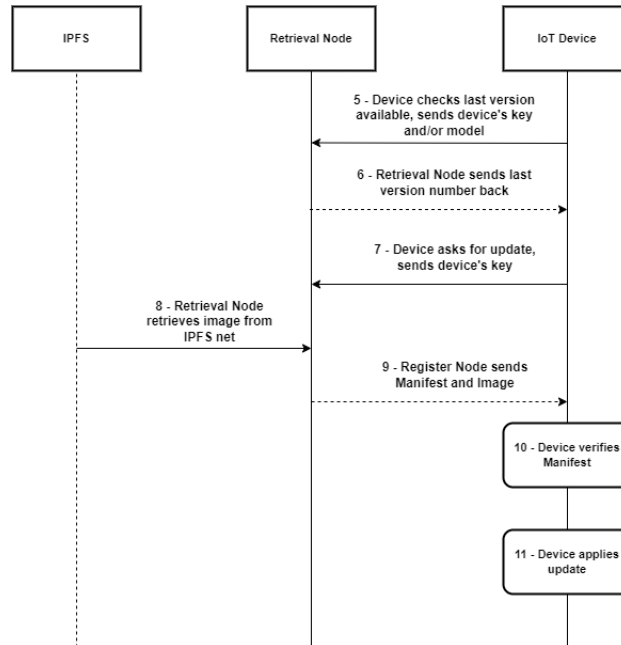 IPFS
Retrieval Node
IoT Device
5 - Device checks last version
available, sends device's key
and/or model
6 - Retrieval Node sends last
version number back
7 - Device asks for update,
sends device's key
8 - Retrieval Node
retrieves image from
IPFS net
9 - Register Node sends
Manifest and Image
10 - Device verifies
Manifest
11 - Device applies
update